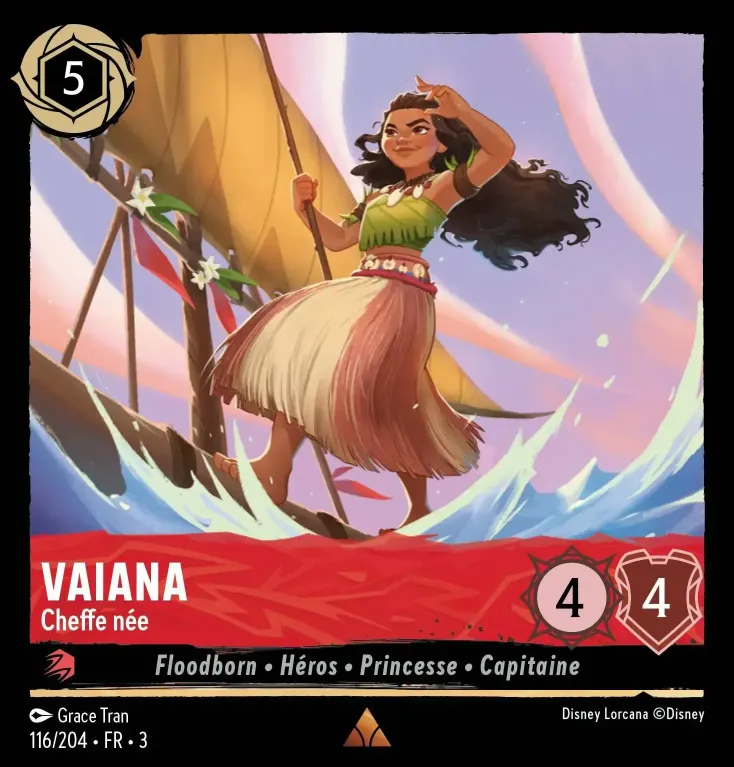 5
VAIANA
Cheffe née
4
4
Floodborn • Héros • Princesse • Capitaine
Grace Tran
Disney Lorcana ©Disney
116/204 • FR • 3